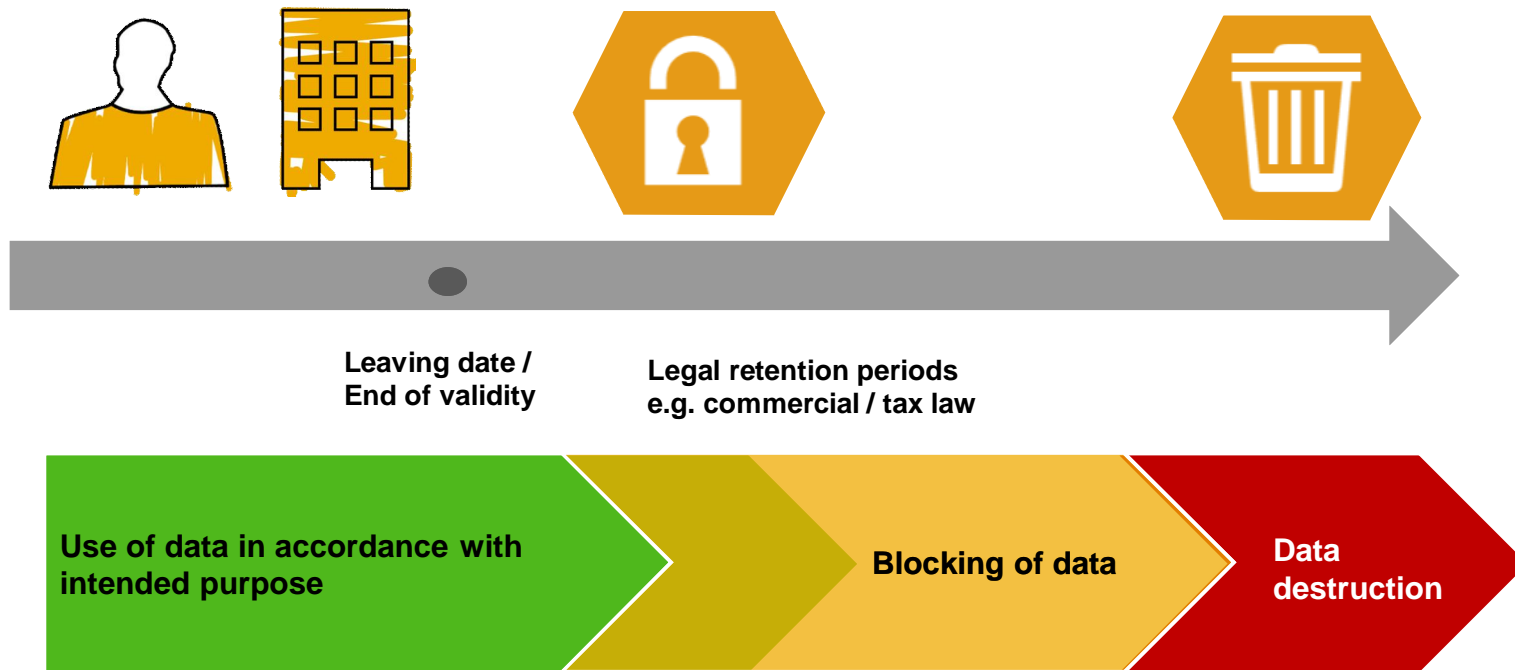 Leaving date /
End of validity
Legal retention periods
e.g. commercial / tax law
Use of data in accordance with
intended purpose
Blocking of data
Data
destruction